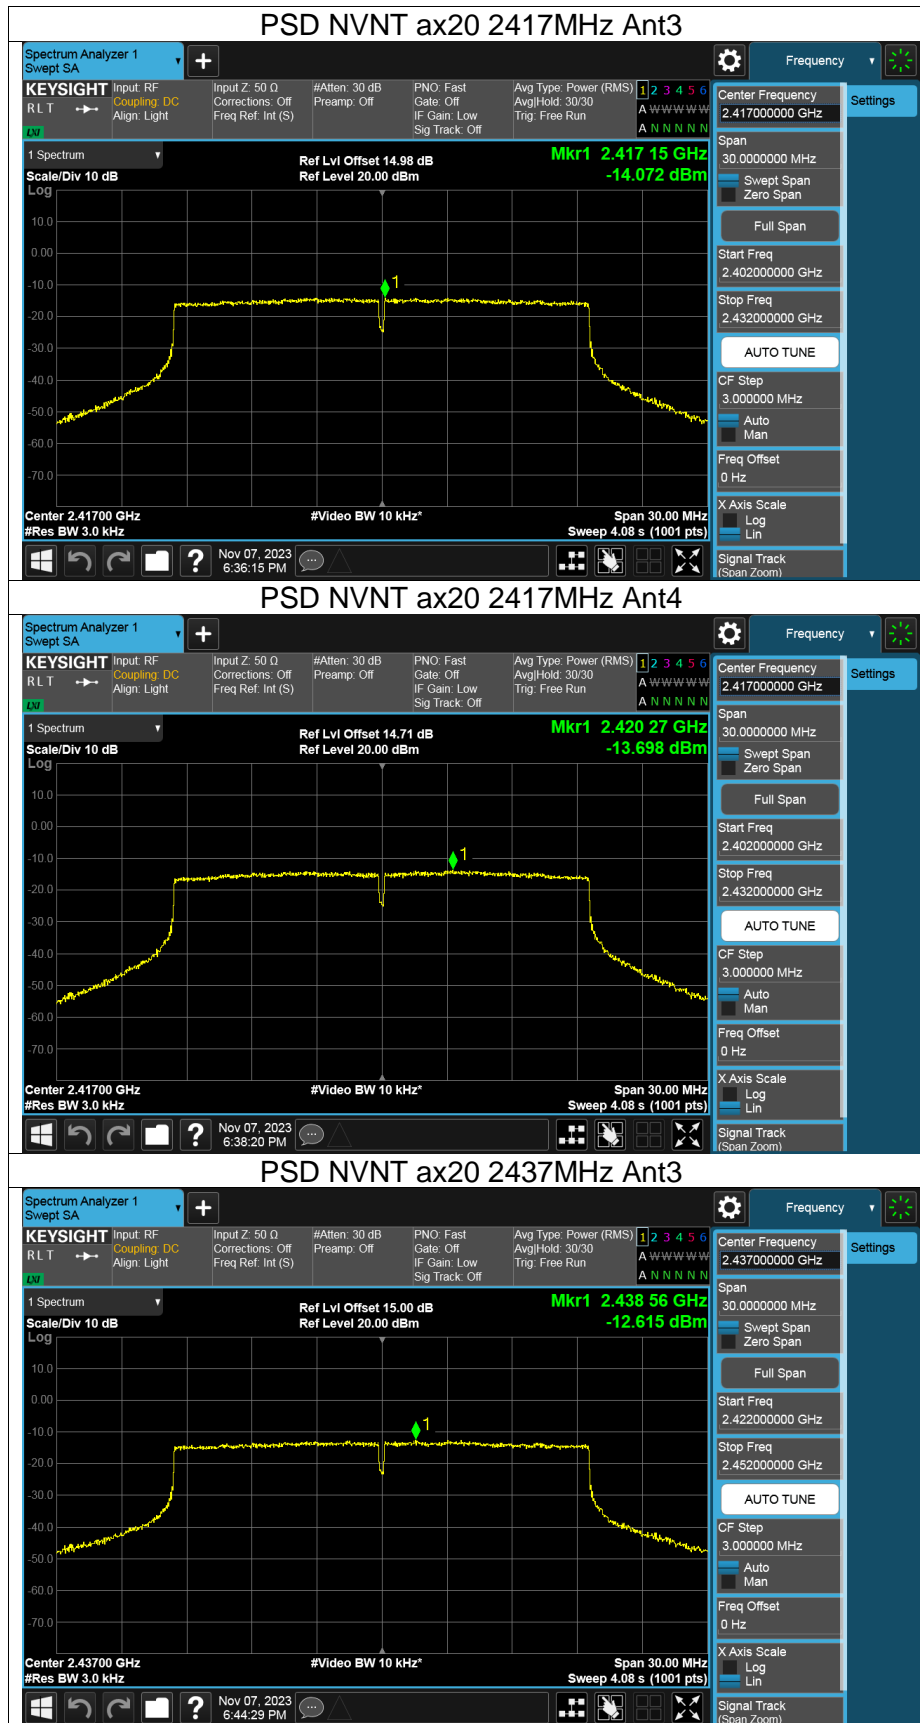 PSD NVNT ax20 2417MHz Ant3
Spectrum Analyzer 1
Swept SA
+
Frequency
KEYSIGHT
RLT
LXI
Input: RF
Coupling: DC
Align: Light
Input Z: 50 Ω
Corrections: Off
Freq Ref: Int (S)
#Atten: 30 dB
Preamp: Off
PNO: Fast
Gate: Off
IF Gain: Low
Sig Track: Off
Avg Type: Power (RMS)
Avg|Hold: 30/30
Trig: Free Run
1 2 3 4 5 6
A W W W W W
A N N N N N
1 Spectrum
Scale/Div 10 dB
Ref Lvl Offset 14.98 dB
Ref Level 20.00 dBm
Mkr1 2.417 15 GHz
-14.072 dBm
Log
10.0
0.00
-10.0
-20.0
-30.0
-40.0
-50.0
-60.0
-70.0
1
Center 2.41700 GHz
#Res BW 3.0 kHz
#Video BW 10 kHz*
Span 30.00 MHz
Sweep 4.08 s (1001 pts)
Nov 07, 2023
6:36:15 PM
Center Frequency
2.417000000 GHz
Settings
Span
30.0000000 MHz
Swept Span
Zero Span
Full Span
Start Freq
2.402000000 GHz
Stop Freq
2.432000000 GHz
AUTO TUNE
CF Step
3.000000 MHz
Auto
Man
Freq Offset
0 Hz
X Axis Scale
Log
Lin
Signal Track
(Span Zoom)
PSD NVNT ax20 2417MHz Ant4
Spectrum Analyzer 1
Swept SA
+
Frequency
KEYSIGHT
RLT
LXI
Input: RF
Coupling: DC
Align: Light
Input Z: 50 Ω
Corrections: Off
Freq Ref: Int (S)
#Atten: 30 dB
Preamp: Off
PNO: Fast
Gate: Off
IF Gain: Low
Sig Track: Off
Avg Type: Power (RMS)
Avg|Hold: 30/30
Trig: Free Run
1 2 3 4 5 6
A W W W W W
A N N N N N
1 Spectrum
Scale/Div 10 dB
Ref Lvl Offset 14.71 dB
Ref Level 20.00 dBm
Mkr1 2.420 27 GHz
-13.698 dBm
Log
10.0
0.00
-10.0
-20.0
-30.0
-40.0
-50.0
-60.0
-70.0
1
Center 2.41700 GHz
#Res BW 3.0 kHz
#Video BW 10 kHz*
Span 30.00 MHz
Sweep 4.08 s (1001 pts)
Nov 07, 2023
6:38:20 PM
Center Frequency
2.417000000 GHz
Settings
Span
30.0000000 MHz
Swept Span
Zero Span
Full Span
Start Freq
2.402000000 GHz
Stop Freq
2.432000000 GHz
AUTO TUNE
CF Step
3.000000 MHz
Auto
Man
Freq Offset
0 Hz
X Axis Scale
Log
Lin
Signal Track
(Span Zoom)
PSD NVNT ax20 2437MHz Ant3
Spectrum Analyzer 1
Swept SA
+
Frequency
KEYSIGHT
RLT
LXI
Input: RF
Coupling: DC
Align: Light
Input Z: 50 Ω
Corrections: Off
Freq Ref: Int (S)
#Atten: 30 dB
Preamp: Off
PNO: Fast
Gate: Off
IF Gain: Low
Sig Track: Off
Avg Type: Power (RMS)
Avg|Hold: 30/30
Trig: Free Run
1 2 3 4 5 6
A W W W W W
A N N N N N
1 Spectrum
Scale/Div 10 dB
Ref Lvl Offset 15.00 dB
Ref Level 20.00 dBm
Mkr1 2.438 56 GHz
-12.615 dBm
Log
10.0
0.00
-10.0
-20.0
-30.0
-40.0
-50.0
-60.0
-70.0
1
Center 2.43700 GHz
#Res BW 3.0 kHz
#Video BW 10 kHz*
Span 30.00 MHz
Sweep 4.08 s (1001 pts)
Nov 07, 2023
6:44:29 PM
Center Frequency
2.437000000 GHz
Settings
Span
30.0000000 MHz
Swept Span
Zero Span
Full Span
Start Freq
2.422000000 GHz
Stop Freq
2.452000000 GHz
AUTO TUNE
CF Step
3.000000 MHz
Auto
Man
Freq Offset
0 Hz
X Axis Scale
Log
Lin
Signal Track
(Span Zoom)